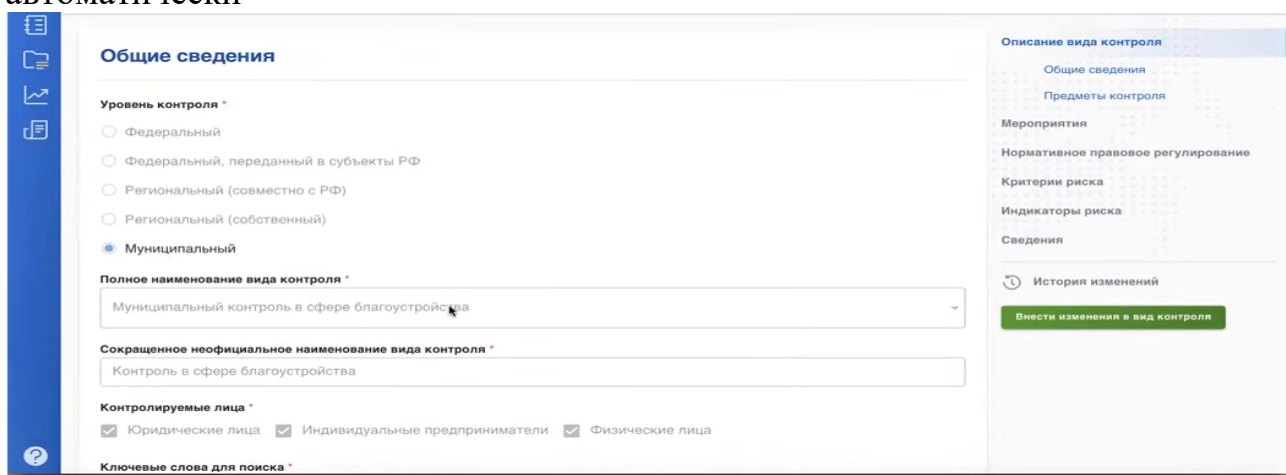 автоматически
Общие сведения
Уровень контроля *
Федеральный
Федеральный, переданный в субъекты РФ
Региональный (совместно с РФ)
Региональный (собственный)
Муниципальный
Полное наименование вида контроля *
Муниципальный контроль в сфере благоустройства
Сокращенное неофициальное наименование вида контроля *
Контроль в сфере благоустройства
Контролируемые лица *
Юридические лица Индивидуальные предприниматели Физические лица
Ключевые слова для поиска *
Описание вида контроля
Общие сведения
Предметы контроля
Мероприятия
Нормативное правовое регулирование
Критерии риска
Индикаторы риска
Сведения
История изменений
Внести изменения в вид контроля